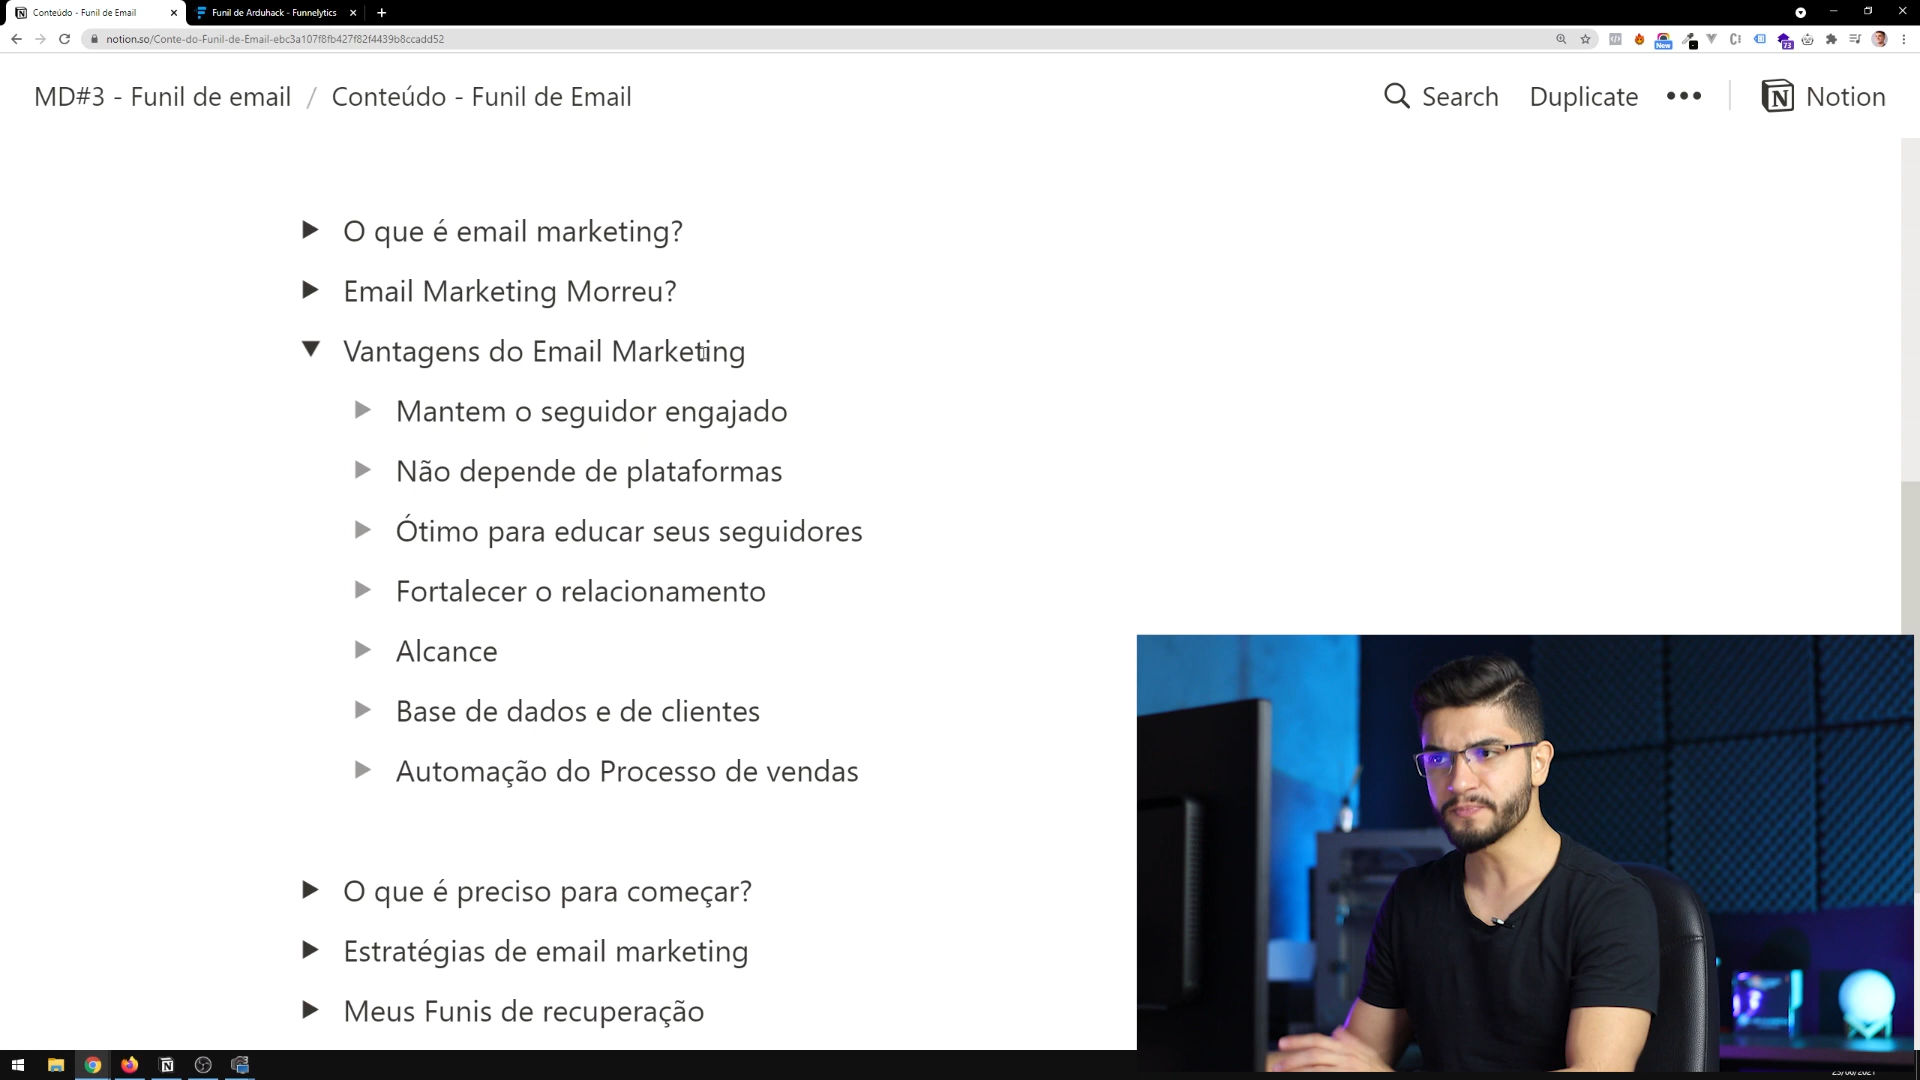 Conteúdo - Funil de Email
Funil de Arduhack - Funnelytics
notion.so/Conte-do-Funil-de-Email-ebc3a107f8fb427f82f4439b8ccadd52
New
73
MD#3 - Funil de email / Conteúdo - Funil de Email
Search Duplicate ••• Notion
O que é email marketing?
Email Marketing Morreu?
Vantagens do Email Marketing
Mantem o seguidor engajado
Não depende de plataformas
Ótimo para educar seus seguidores
Fortalecer o relacionamento
Alcance
Base de dados e de clientes
Automação do Processo de vendas
O que é preciso para começar?
Estratégias de email marketing
Meus Funis de recuperação